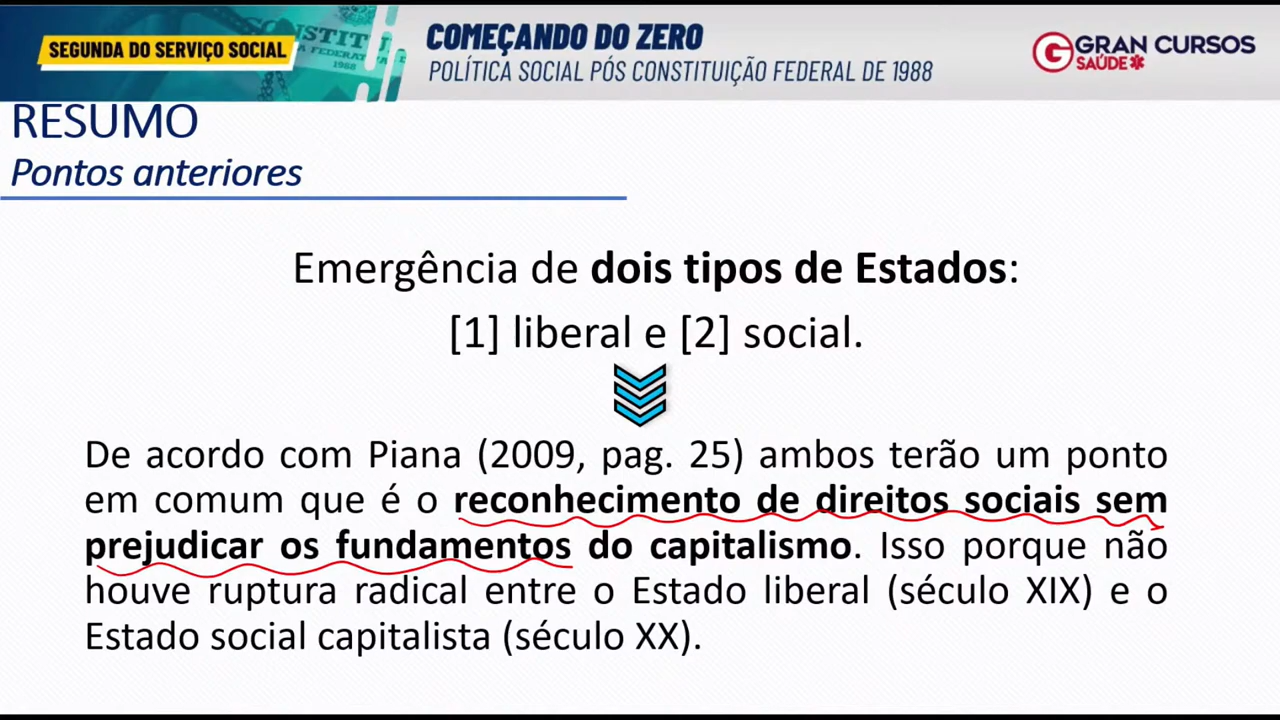 SEGUNDA DO SERVIÇO SOCIAL
CONSTIT
A FEDERATIVA
1988
COMEÇANDO DO ZERO
POLÍTICA SOCIAL PÓS CONSTITUIÇÃO FEDERAL DE 1988
GRAN CURSOS
SAÚDE
RESUMO
Pontos anteriores
Emergência de dois tipos de Estados:
[1] liberal e [2] social.
De acordo com Piana (2009, pag. 25) ambos terão um ponto
em comum que é o reconhecimento de direitos sociais sem
prejudicar os fundamentos do capitalismo. Isso porque não
houve ruptura radical entre o Estado liberal (século XIX) e o
Estado social capitalista (século XX).